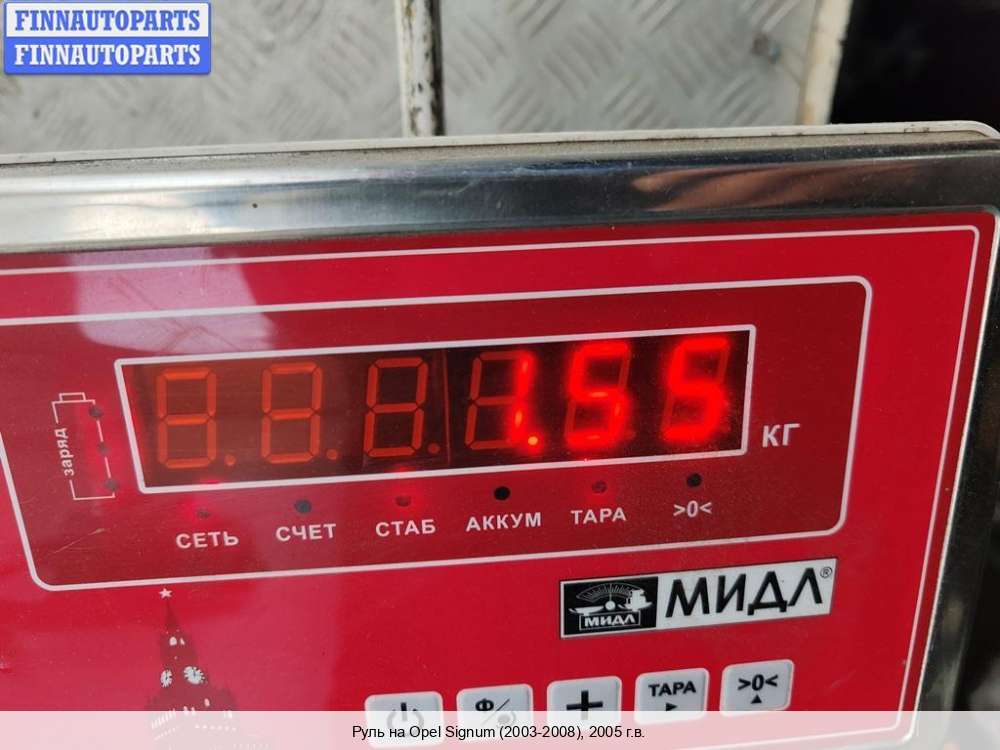 FINNAUTOPARTS
FINNAUTOPARTS
заряд
1.55
КГ
СЕТЬ СЧЕТ СТАБ АККУМ ТАРА >0<
МИДЛ
МИДЛ®
Ф/
+
ТАРА
>0<
Руль на Opel Signum (2003-2008), 2005 г.в.